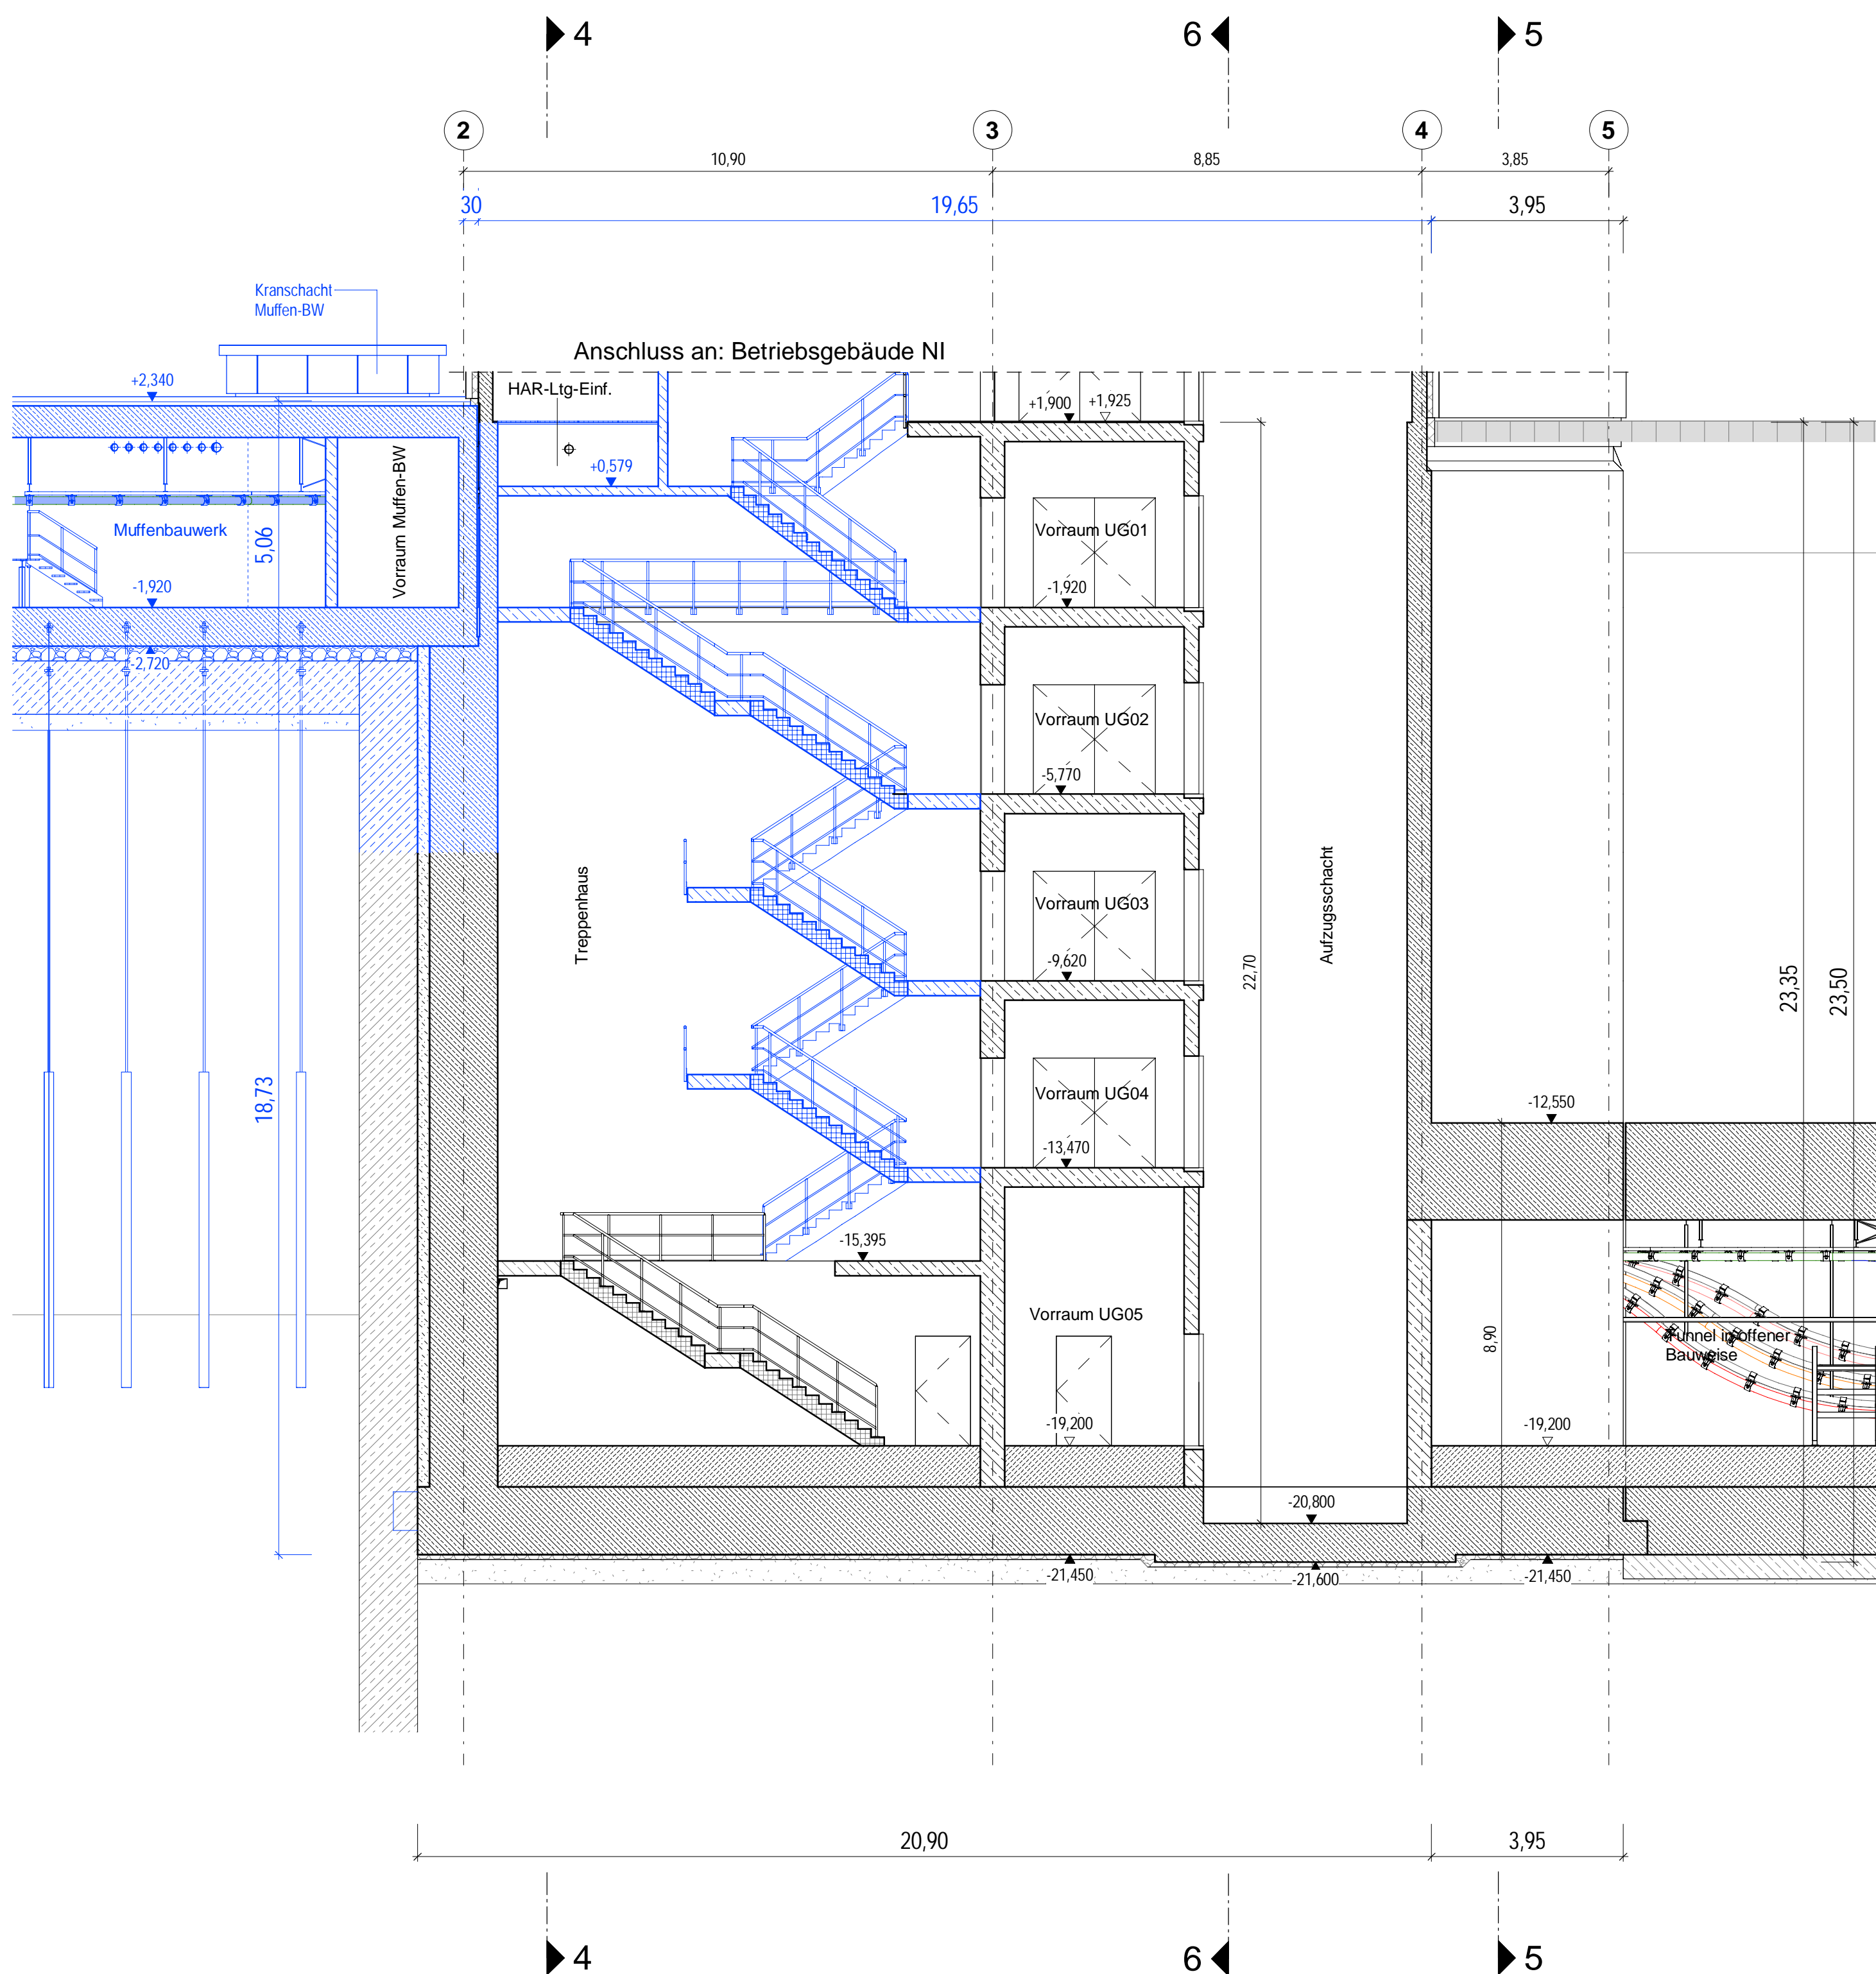 4
6
5
2
3
4
5
10,90
8,85
3,85
30
19,65
3,95
Kranschacht
Muffen-BW
Anschluss an: Betriebsgebäude NI
+2,340
HAR-Ltg-Einf.
+1,900
+1,925
+0,579
Muffenbauwerk
5,06
Vorraum Muffen-BW
Vorraum UG01
-1,920
-1,920
-2,720
Vorraum UG02
-5,770
Treppenhaus
Vorraum UG03
Aufzugsschacht
-9,620
22,70
23,35
23,50
18,73
Vorraum UG04
-12,550
-13,470
-15,395
Vorraum UG05
8,90
Tunnel in offener
Bauweise
-19,200
-19,200
-20,800
-21,450
-21,600
-21,450
20,90
3,95
4
6
5